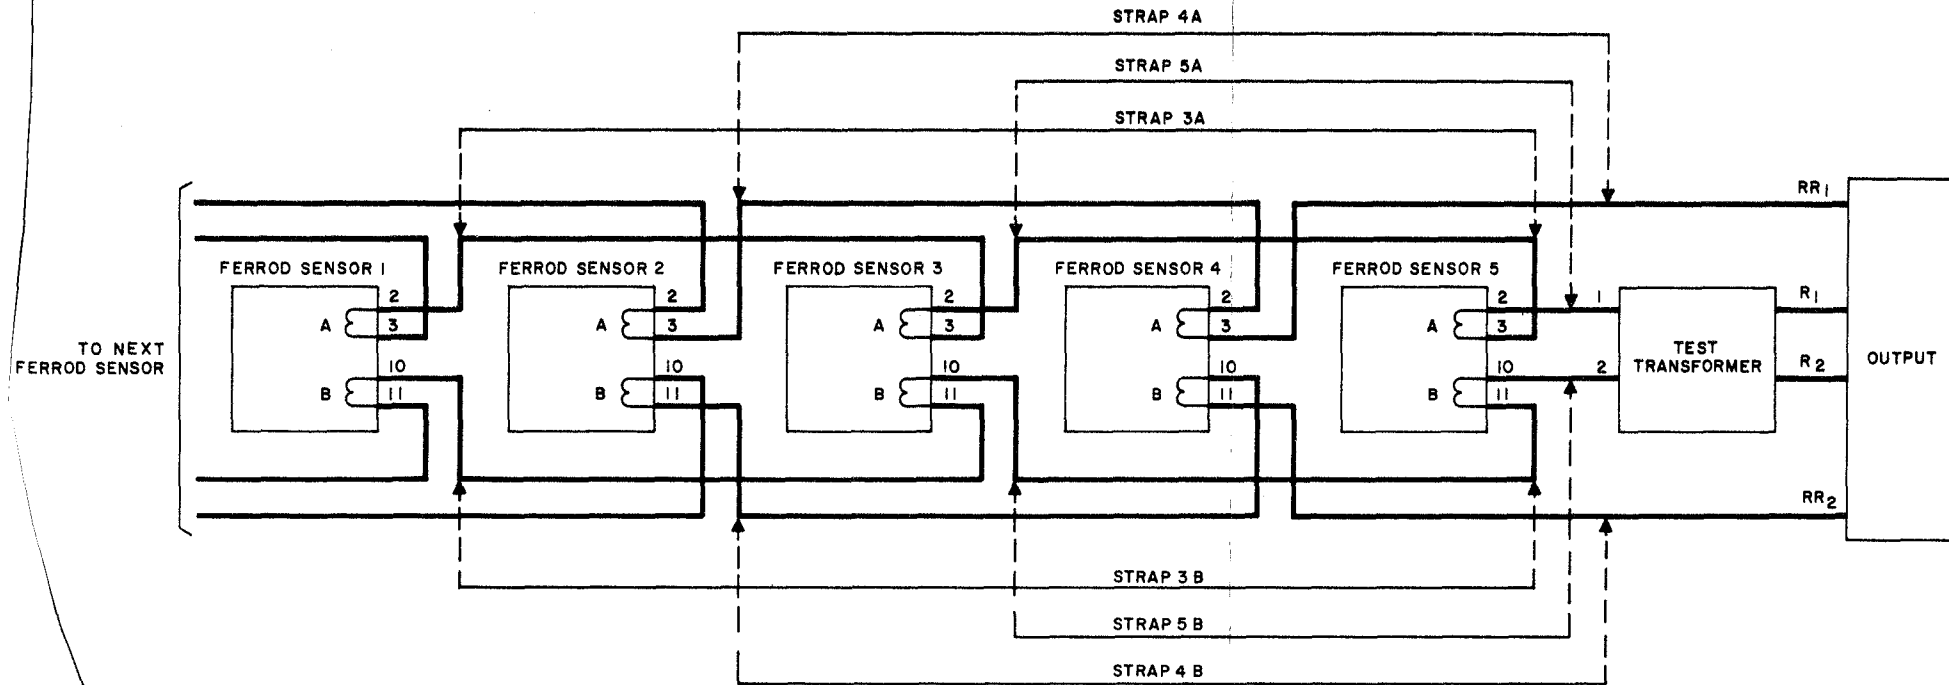 STRAP 4A
STRAP 5A
STRAP 3A
RR1
FERROD SENSOR 1
FERROD SENSOR 2
FERROD SENSOR 3
FERROD SENSOR 4
FERROD SENSOR 5
2
2
2
2
2
1
R1
A
3
A
3
A
3
A
3
A
3
TO NEXT
FERROD SENSOR
TEST
TRANSFORMER
OUTPUT
10
10
10
10
10
2
R2
B
11
B
11
B
11
B
11
B
11
RR2
STRAP 3B
STRAP 5B
STRAP 4B